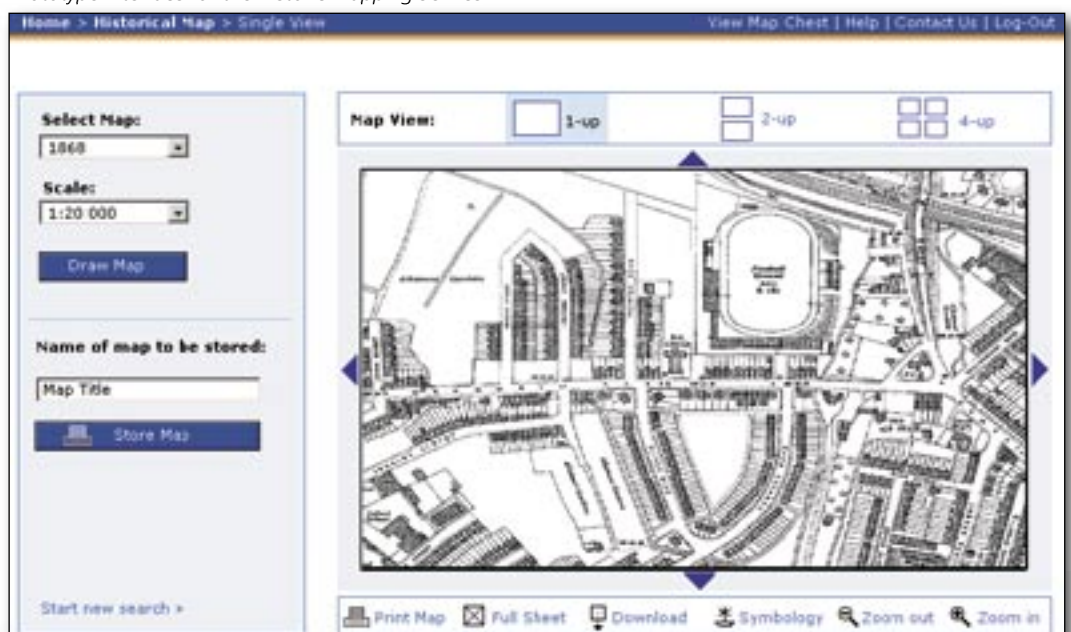 Home > Historical Map > Single View
View Map Chest | Help | Contact Us | Log-Out
Select Map:
1868
Scale:
1:20 000
Draw Map
Name of map to be stored:
Map Title
Store Map
Start new search »
Map View:
1-up
2-up
4-up
Print Map
Full Sheet
Download
Symbology
Zoom out
Zoom in